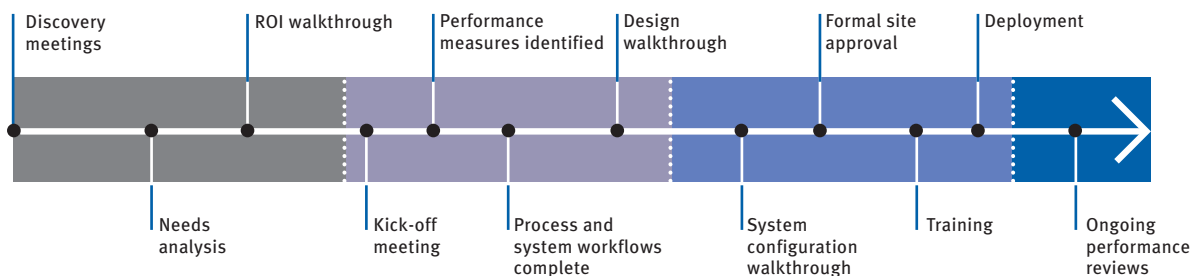 Discovery
meetings
ROI walkthrough
Performance
measures identified
Design
walkthrough
Formal site
approval
Deployment
Needs
analysis
Kick-off
meeting
Process and
system workflows
complete
System
configuration
walkthrough
Training
Ongoing
performance
reviews